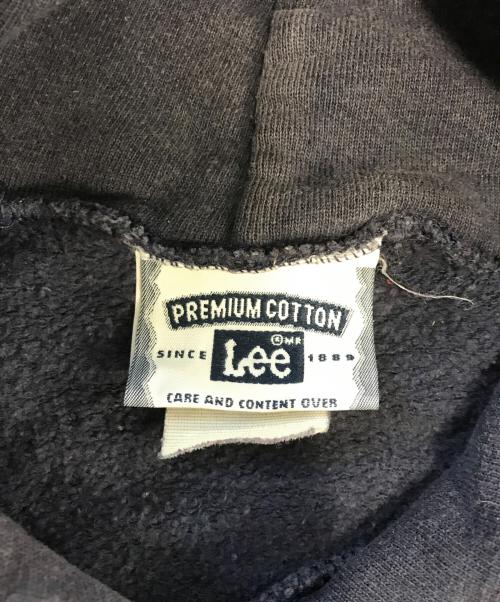 PREMIUM COTTON
® MR
SINCE Lee 1889
CARE AND CONTENT OVER